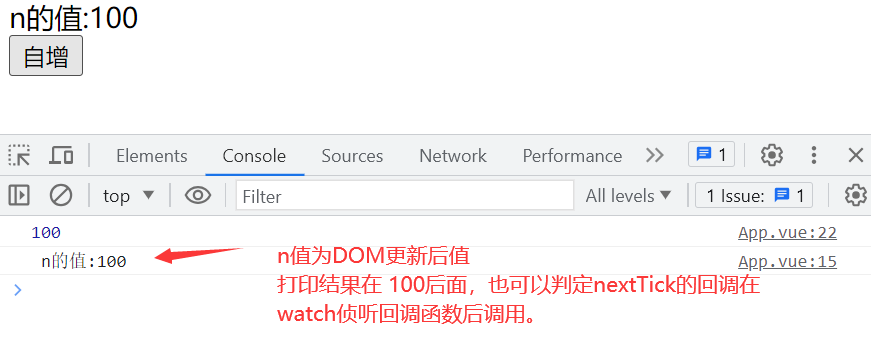 n的值:100
自增
Elements Console Sources Network Performance 1
top Filter All levels 1 Issue: 1
100 App.vue:22
n的值:100 App.vue:15
n值为DOM更新后值
打印结果在 100后面，也可以判定nextTick的回调在
watch侦听回调函数后调用。